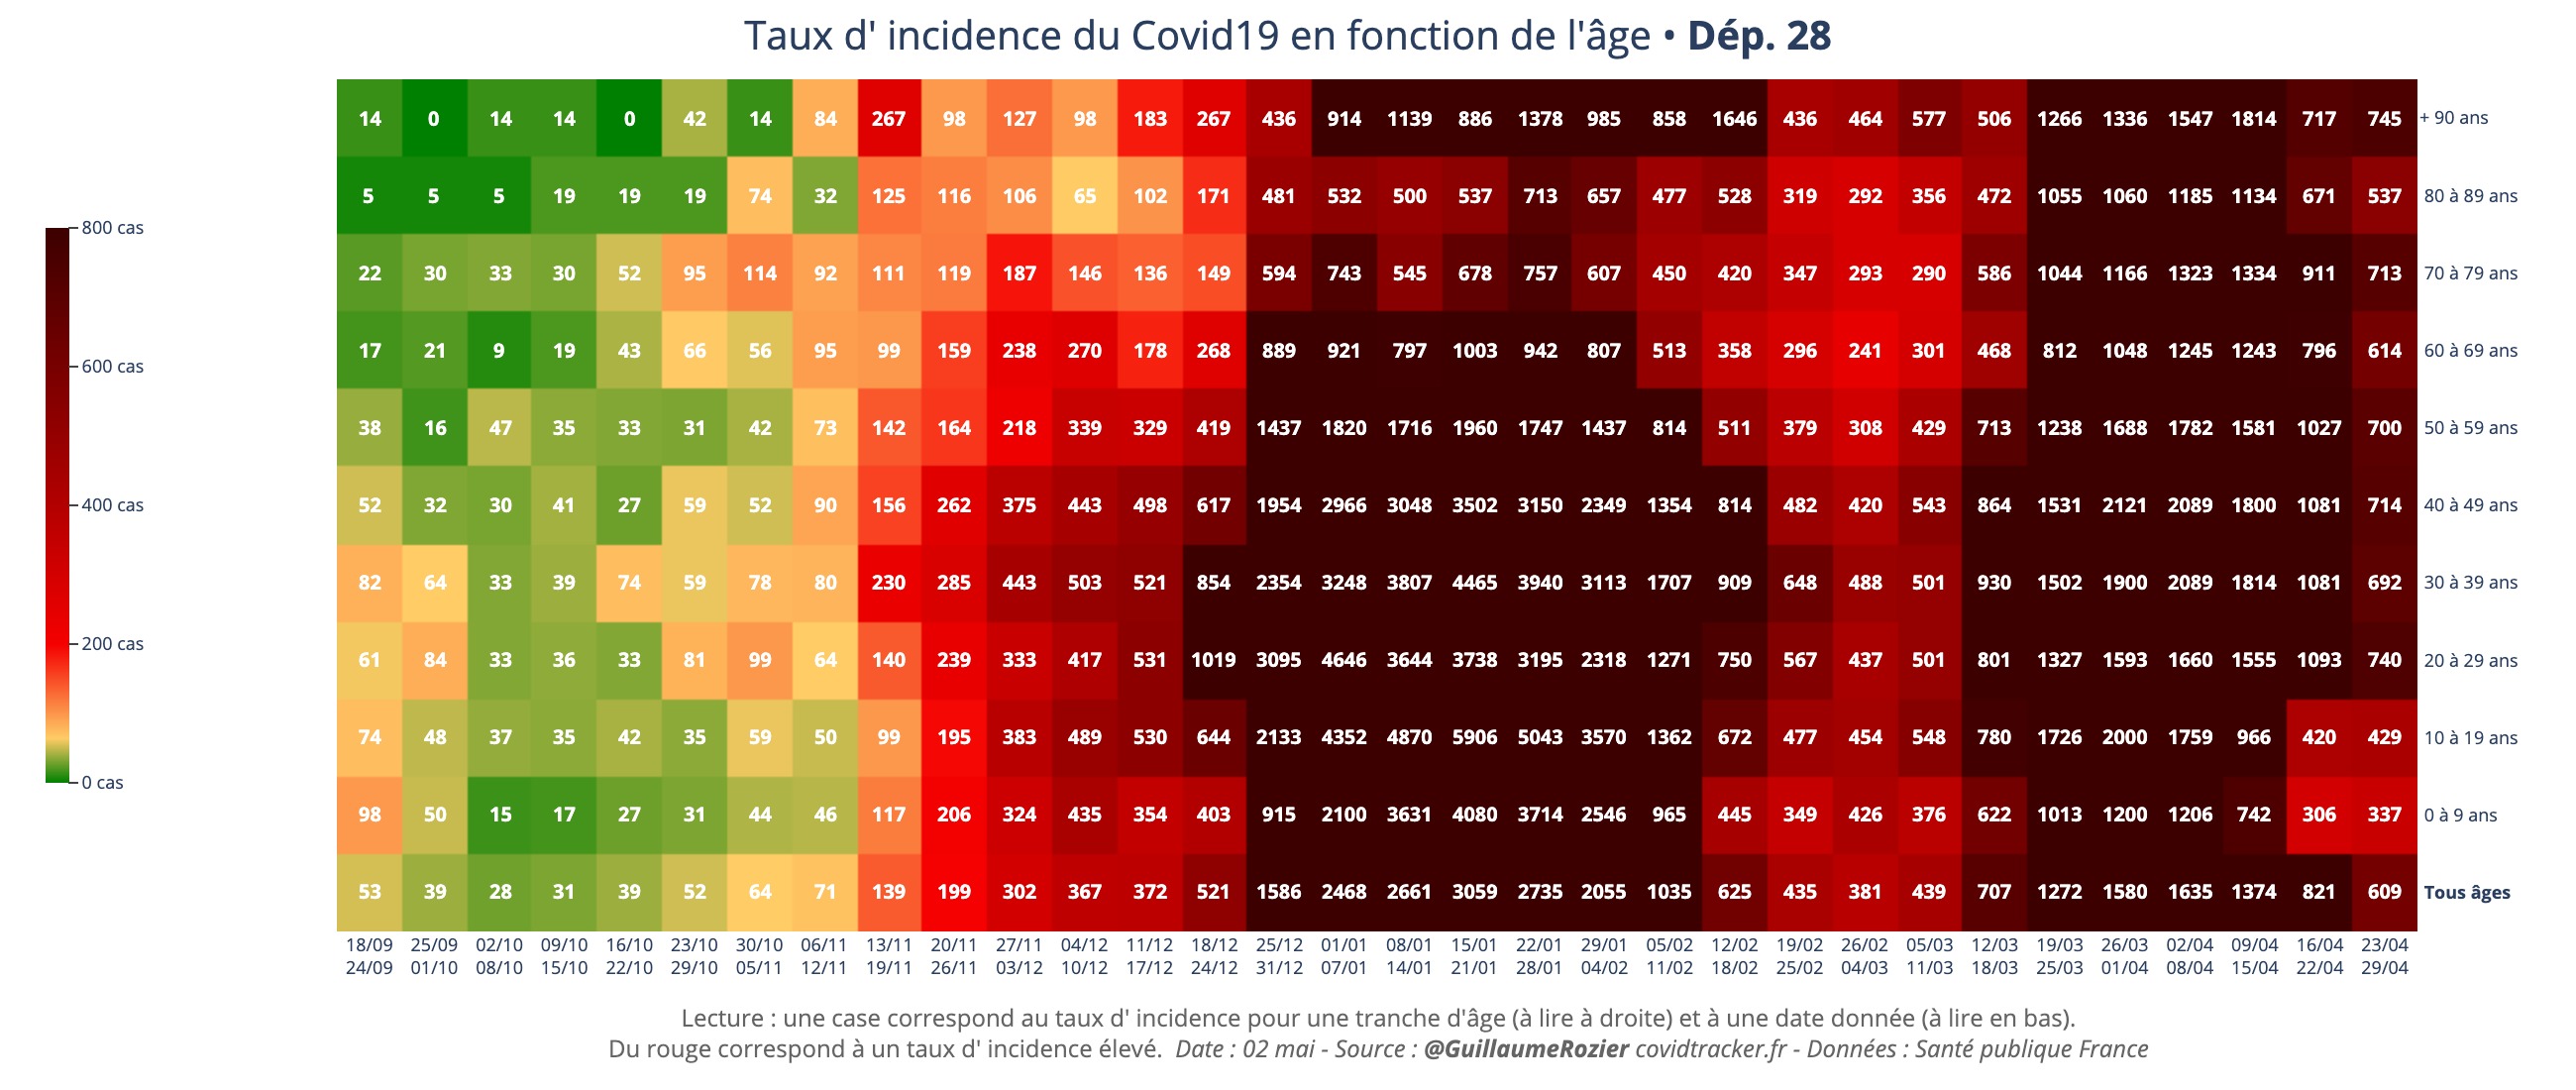 Taux d' incidence du Covid19 en fonction de l'âge • Dép. 28
800 cas
600 cas
400 cas
200 cas
0 cas
14 0 14 14 0 42 14 84 267 98 127 98 183 267 436 914 1139 886 1378 985 858 1646 436 464 577 506 1266 1336 1547 1814 717 745 + 90 ans
5 5 5 19 19 19 74 32 125 116 106 65 102 171 481 532 500 537 713 657 477 528 319 292 356 472 1055 1060 1185 1134 671 537 80 à 89 ans
22 30 33 30 52 95 114 92 111 119 187 146 136 149 594 743 545 678 757 607 450 420 347 293 290 586 1044 1166 1323 1334 911 713 70 à 79 ans
17 21 9 19 43 66 56 95 99 159 238 270 178 268 889 921 797 1003 942 807 513 358 296 241 301 468 812 1048 1245 1243 796 614 60 à 69 ans
38 16 47 35 33 31 42 73 142 164 218 339 329 419 1437 1820 1716 1960 1747 1437 814 511 379 308 429 713 1238 1688 1782 1581 1027 700 50 à 59 ans
52 32 30 41 27 59 52 90 156 262 375 443 498 617 1954 2966 3048 3502 3150 2349 1354 814 482 420 543 864 1531 2121 2089 1800 1081 714 40 à 49 ans
82 64 33 39 74 59 78 80 230 285 443 503 521 854 2354 3248 3807 4465 3940 3113 1707 909 648 488 501 930 1502 1900 2089 1814 1081 692 30 à 39 ans
61 84 33 36 33 81 99 64 140 239 333 417 531 1019 3095 4646 3644 3738 3195 2318 1271 750 567 437 501 801 1327 1593 1660 1555 1093 740 20 à 29 ans
74 48 37 35 42 35 59 50 99 195 383 489 530 644 2133 4352 4870 5906 5043 3570 1362 672 477 454 548 780 1726 2000 1759 966 420 429 10 à 19 ans
98 50 15 17 27 31 44 46 117 206 324 435 354 403 915 2100 3631 4080 3714 2546 965 445 349 426 376 622 1013 1200 1206 742 306 337 0 à 9 ans
53 39 28 31 39 52 64 71 139 199 302 367 372 521 1586 2468 2661 3059 2735 2055 1035 625 435 381 439 707 1272 1580 1635 1374 821 609 Tous âges
18/09 25/09 02/10 09/10 16/10 23/10 30/10 06/11 13/11 20/11 27/11 04/12 11/12 18/12 25/12 01/01 08/01 15/01 22/01 29/01 05/02 12/02 19/02 26/02 05/03 12/03 19/03 26/03 02/04 09/04 16/04 23/04
24/09 01/10 08/10 15/10 22/10 29/10 05/11 12/11 19/11 26/11 03/12 10/12 17/12 24/12 31/12 07/01 14/01 21/01 28/01 04/02 11/02 18/02 25/02 04/03 11/03 18/03 25/03 01/04 08/04 15/04 22/04 29/04
Lecture : une case correspond au taux d' incidence pour une tranche d'âge (à lire à droite) et à une date donnée (à lire en bas).
Du rouge correspond à un taux d' incidence élevé. Date : 02 mai - Source : @GuillaumeRozier covidtracker.fr - Données : Santé publique France